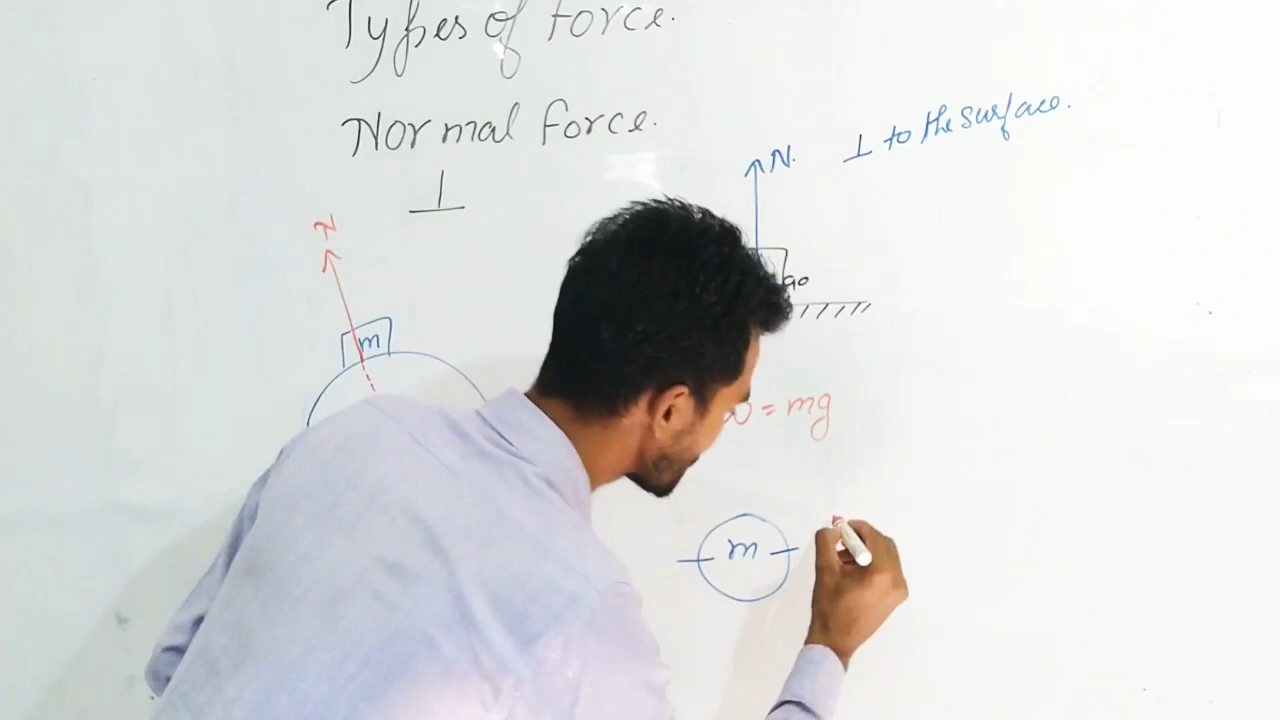 Types of force.
Normal force.
⊥ to the surface.
N.
N
m
90
= mg
m